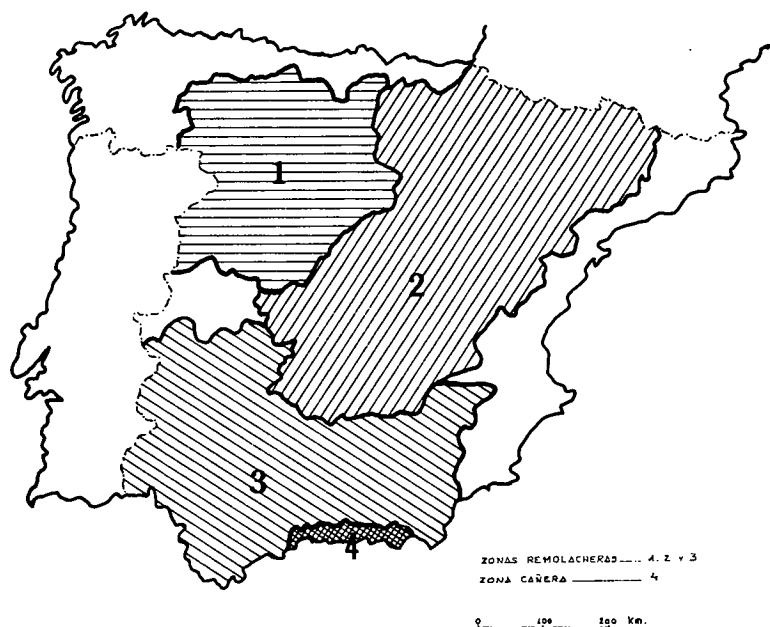 1
2
3
4
ZONAS REMOLACHERAS .... 1. 2 Y 3
ZONA CAÑERA ———— 4
0 100 200 Km.